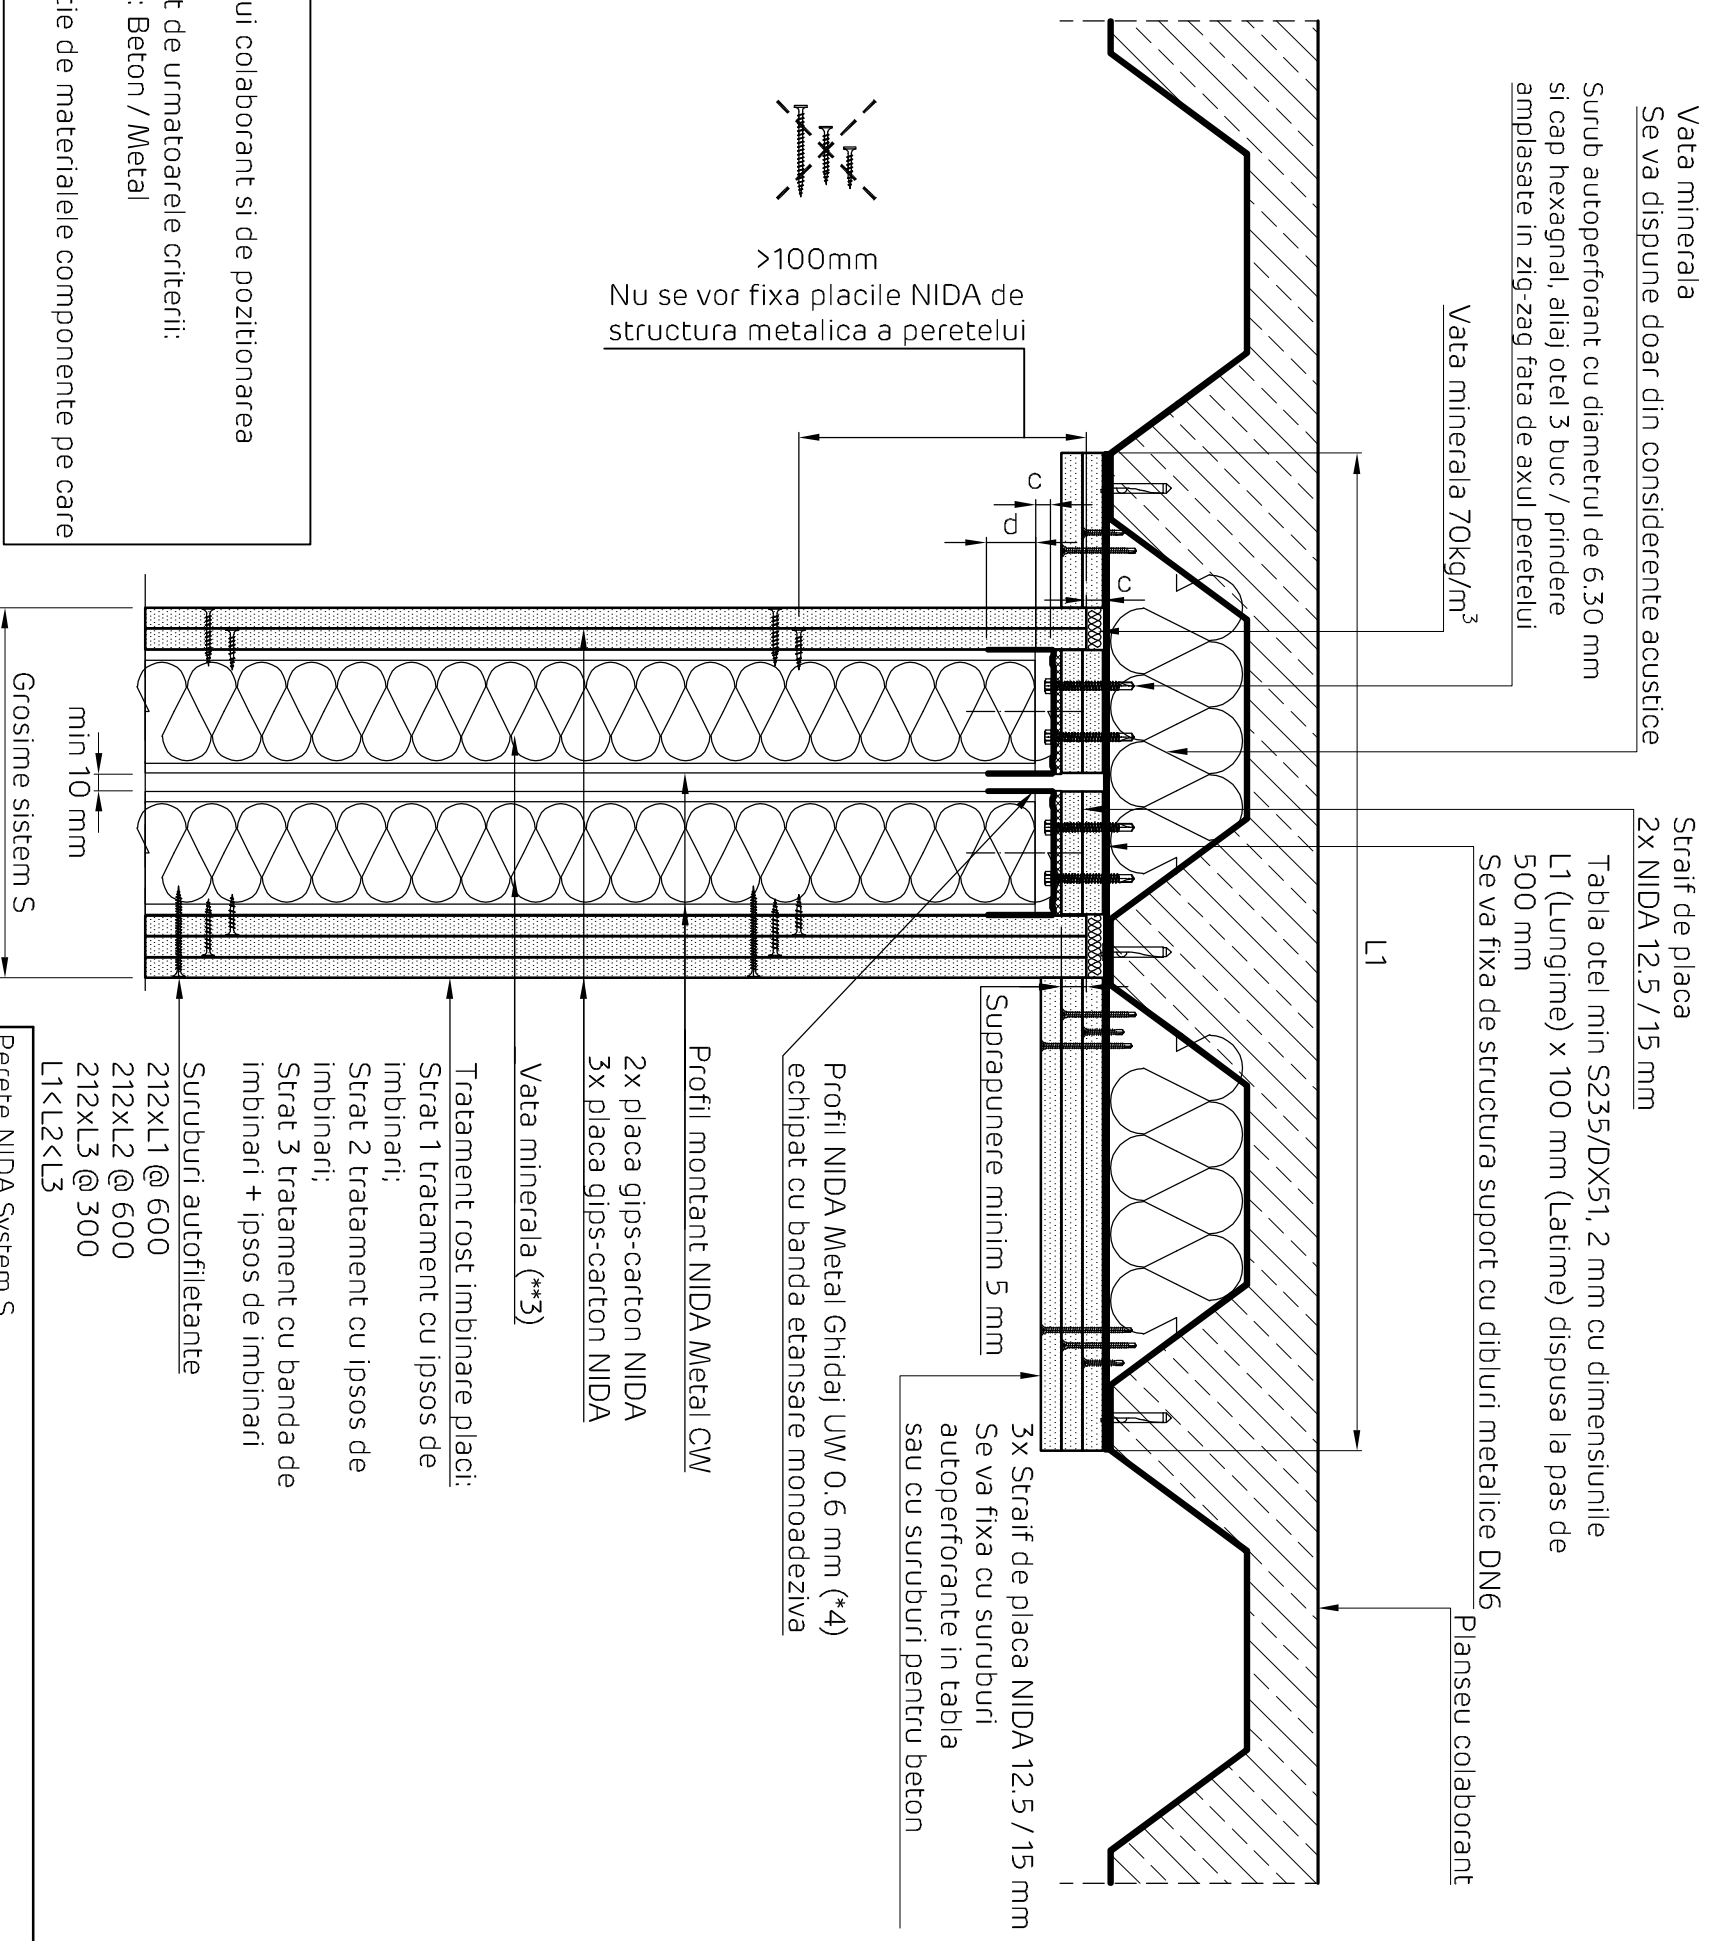 Vata minerala
Se va dispune doar din considerente acustice
Surub autoperforant cu diametrul de 6.30 mm
si cap hexagnal, aliaj otel 3 buc / prindere
amplasate in zig-zag fata de axul peretelui
Vata minerala 70kg/m³
Straif de placa
2x NIDA 12.5 / 15 mm
Tabla otel min S235/DX51, 2 mm cu dimensiunile
L1 (Lungime) x 100 mm (Latime) dispusa la pas de
500 mm
Se va fixa de structura suport cu dibluri metalice DN6
Planseu colaborant
L1
>100mm
Nu se vor fixa placile NIDA de
structura metalica a peretelui
c
d
c
Suprapunere minim 5 mm
3x Straif de placa NIDA 12.5 / 15 mm
Se va fixa cu suruburi
autoperforante in tabla
sau cu suruburi pentru beton
Profil NIDA Metal Ghidaj UW 0.6 mm (*4)
echipat cu banda etansare monoadeziva
Profil montant NIDA Metal CW
2x placa gips-carton NIDA
3x placa gips-carton NIDA
Vata minerala (**3)
Tratament rost imbinare placi:
Strat 1 tratament cu ipsos de
imbinari;
Strat 2 tratament cu ipsos de
imbinari;
Strat 3 tratament cu banda de
imbinari + ipsos de imbinari
Suruburi autofiletante
212xL1 @ 600
212xL2 @ 600
212xL3 @ 300
L1<L2<L3
min 10 mm
Grosime sistem S
ui colaborant si de pozitionarea
t de urmatoarele criterii:
: Beton / Metal
de materialele componente pe care
Perete NIDA System S